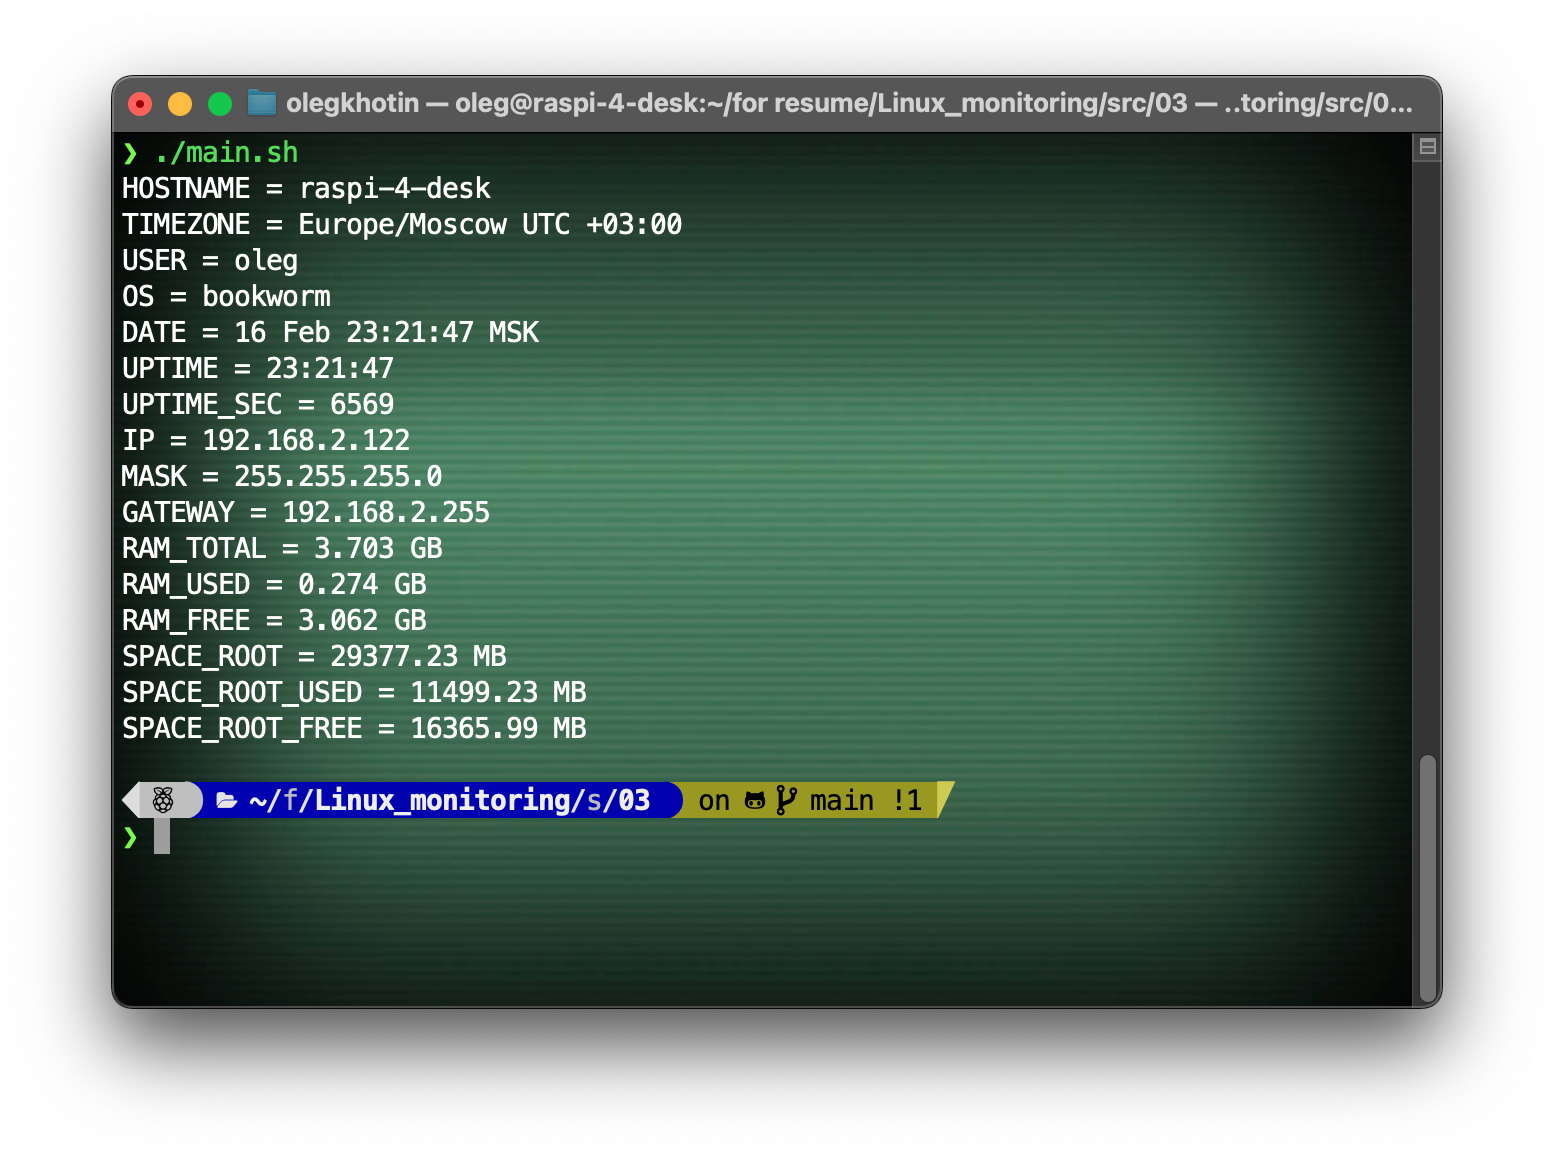 olegkhotin — oleg@raspi-4-desk:~/for resume/Linux_monitoring/src/03 — ..toring/src/0...
❯ ./main.sh
HOSTNAME = raspi-4-desk
TIMEZONE = Europe/Moscow UTC +03:00
USER = oleg
OS = bookworm
DATE = 16 Feb 23:21:47 MSK
UPTIME = 23:21:47
UPTIME_SEC = 6569
IP = 192.168.2.122
MASK = 255.255.255.0
GATEWAY = 192.168.2.255
RAM_TOTAL = 3.703 GB
RAM_USED = 0.274 GB
RAM_FREE = 3.062 GB
SPACE_ROOT = 29377.23 MB
SPACE_ROOT_USED = 11499.23 MB
SPACE_ROOT_FREE = 16365.99 MB
~/f/Linux_monitoring/s/03 on main !1
❯